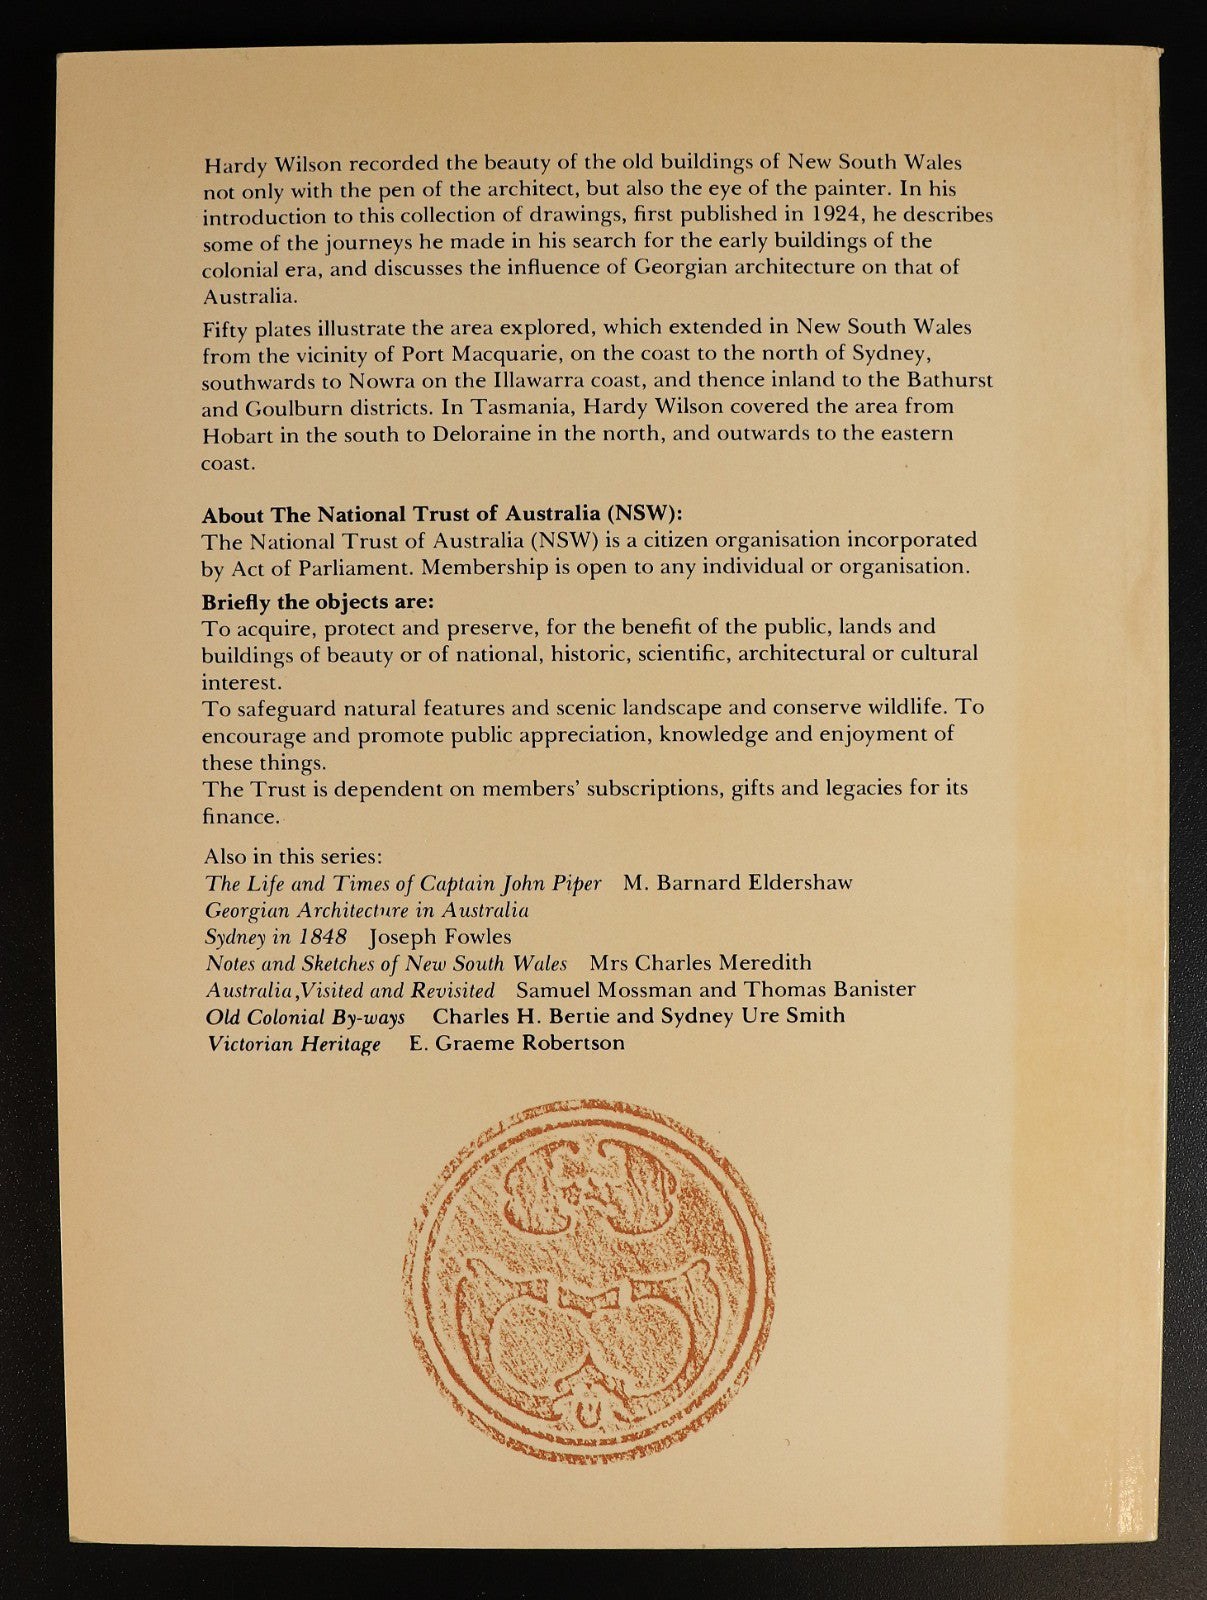 Hardy Wilson recorded the beauty of the old buildings of New South Wales
not only with the pen of the architect, but also the eye of the painter. In his
introduction to this collection of drawings, first published in 1924, he describes
some of the journeys he made in his search for the early buildings of the
colonial era, and discusses the influence of Georgian architecture on that of
Australia.
Fifty plates illustrate the area explored, which extended in New South Wales
from the vicinity of Port Macquarie, on the coast to the north of Sydney,
southwards to Nowra on the Illawarra coast, and thence inland to the Bathurst
and Goulburn districts. In Tasmania, Hardy Wilson covered the area from
Hobart in the south to Deloraine in the north, and outwards to the eastern
coast.
About The National Trust of Australia (NSW):
The National Trust of Australia (NSW) is a citizen organisation incorporated
by Act of Parliament. Membership is open to any individual or organisation.
Briefly the objects are:
To acquire, protect and preserve, for the benefit of the public, lands and
buildings of beauty or of national, historic, scientific, architectural or cultural
interest.
To safeguard natural features and scenic landscape and conserve wildlife. To
encourage and promote public appreciation, knowledge and enjoyment of
these things.
The Trust is dependent on members' subscriptions, gifts and legacies for its
finance.
Also in this series:
The Life and Times of Captain John Piper M. Barnard Eldershaw
Georgian Architecture in Australia
Sydney in 1848 Joseph Fowles
Notes and Sketches of New South Wales Mrs Charles Meredith
Australia,Visited and Revisited Samuel Mossman and Thomas Banister
Old Colonial By-ways Charles H. Bertie and Sydney Ure Smith
Victorian Heritage E. Graeme Robertson